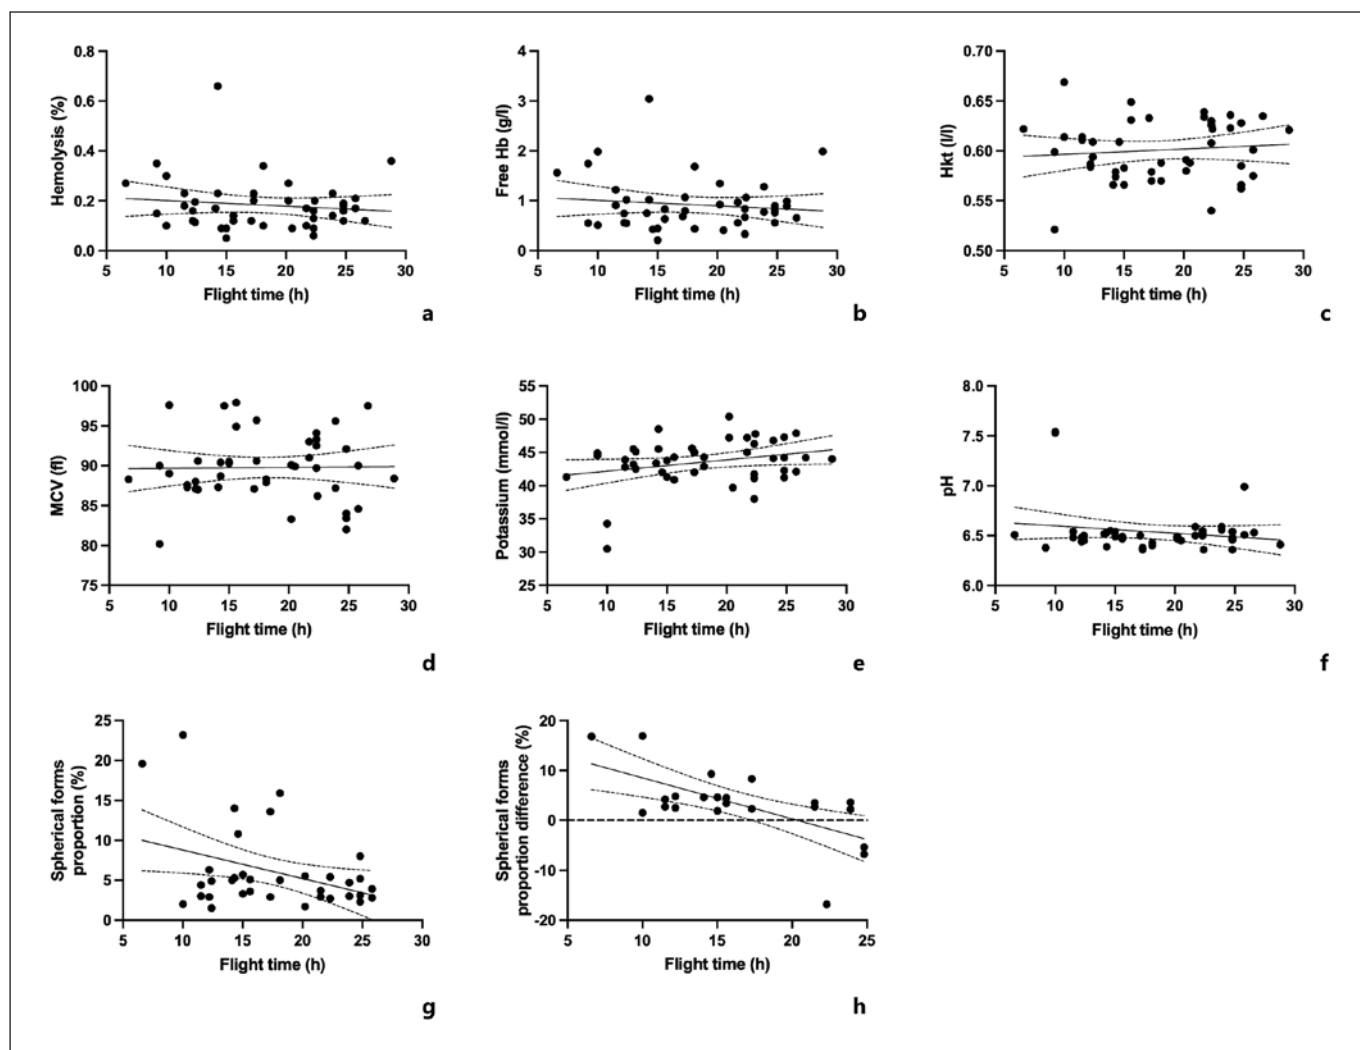 0.8
0.6
0.4
0.2
0.0
Hemolysis (%)
5 10 15 20 25 30
Flight time (h)
a
4
3
2
1
0
Free Hb (g/l)
5 10 15 20 25 30
Flight time (h)
b
0.70
0.65
0.60
0.55
0.50
Hkt (l/l)
5 10 15 20 25 30
Flight time (h)
c
100
95
90
85
80
75
MCV (fl)
5 10 15 20 25 30
Flight time (h)
d
55
50
45
40
35
30
25
Potassium (mmol/l)
5 10 15 20 25 30
Flight time (h)
e
8.0
7.5
7.0
6.5
6.0
pH
5 10 15 20 25 30
Flight time (h)
f
25
20
15
10
5
0
Spherical forms
proportion (%)
5 10 15 20 25 30
Flight time (h)
g
20
10
0
-10
-20
Spherical forms
proportion difference (%)
5 10 15 20 25
Flight time (h)
h